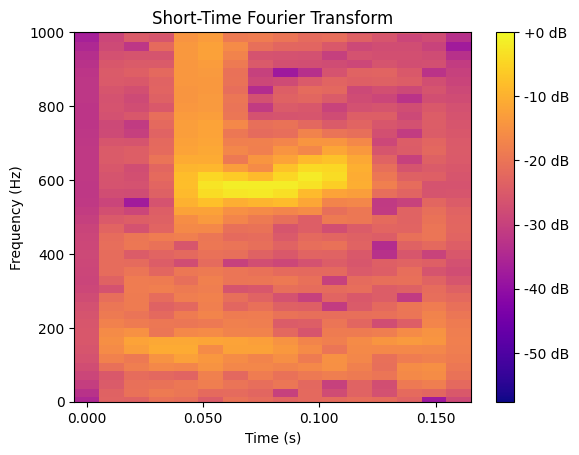 Short-Time Fourier Transform
Frequency (Hz)
1000
800
600
400
200
0
0.000
0.050
0.100
0.150
Time (s)
+0 dB
-10 dB
-20 dB
-30 dB
-40 dB
-50 dB